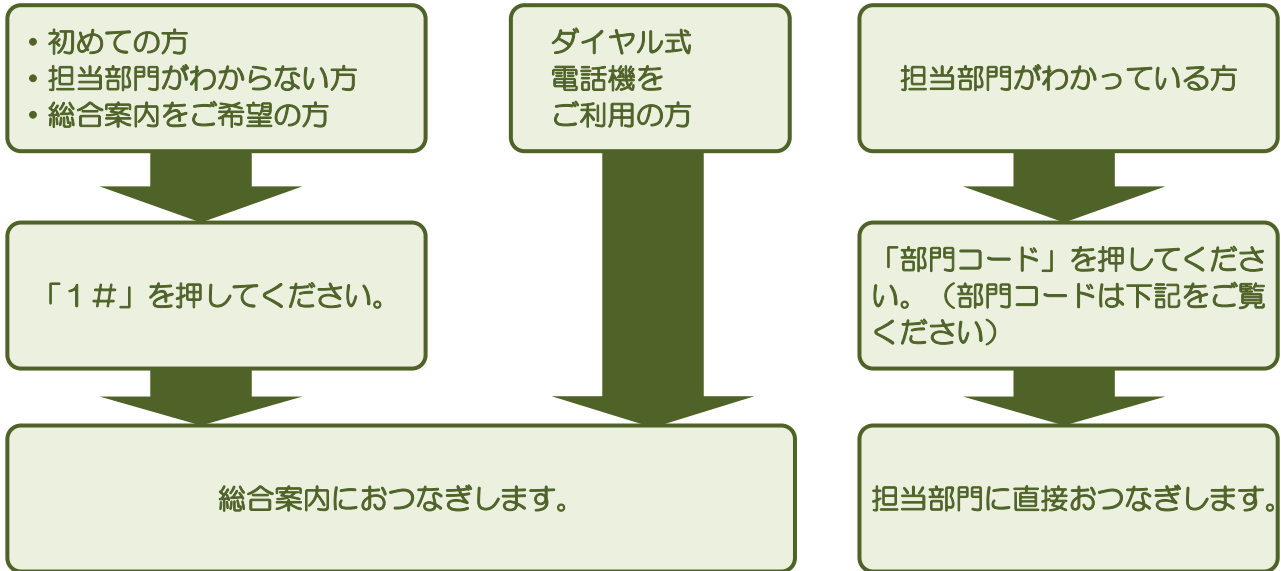 ・初めての方
・担当部門がわからない方
・総合案内をご希望の方
ダイヤル式
電話機を
ご利用の方
担当部門がわかっている方
「１＃」を押してください。
「部門コード」を押してくださ
い。（部門コードは下記をご覧
ください）
総合案内におつなぎします。
担当部門に直接おつなぎします。